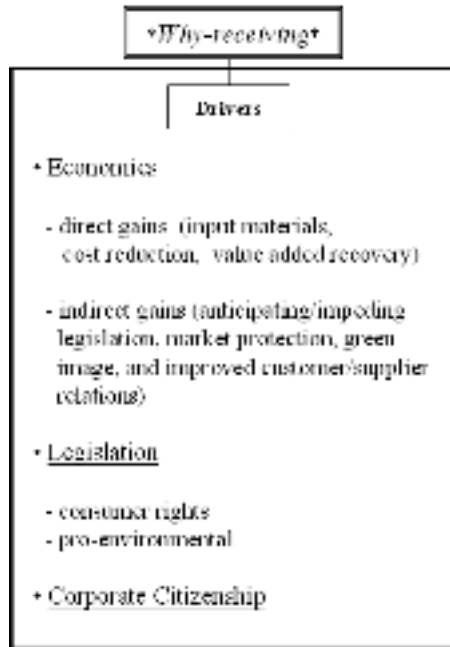 *Why-receiving*
Drivers
• Economics
- direct gains (input materials,
cost reduction, value added recovery)
- indirect gains (anticipating/impeding
legislation, market protection, green
image, and improved customer/supplier
relations)
• Legislation
- consumer rights
- pro-environmental
• Corporate Citizenship